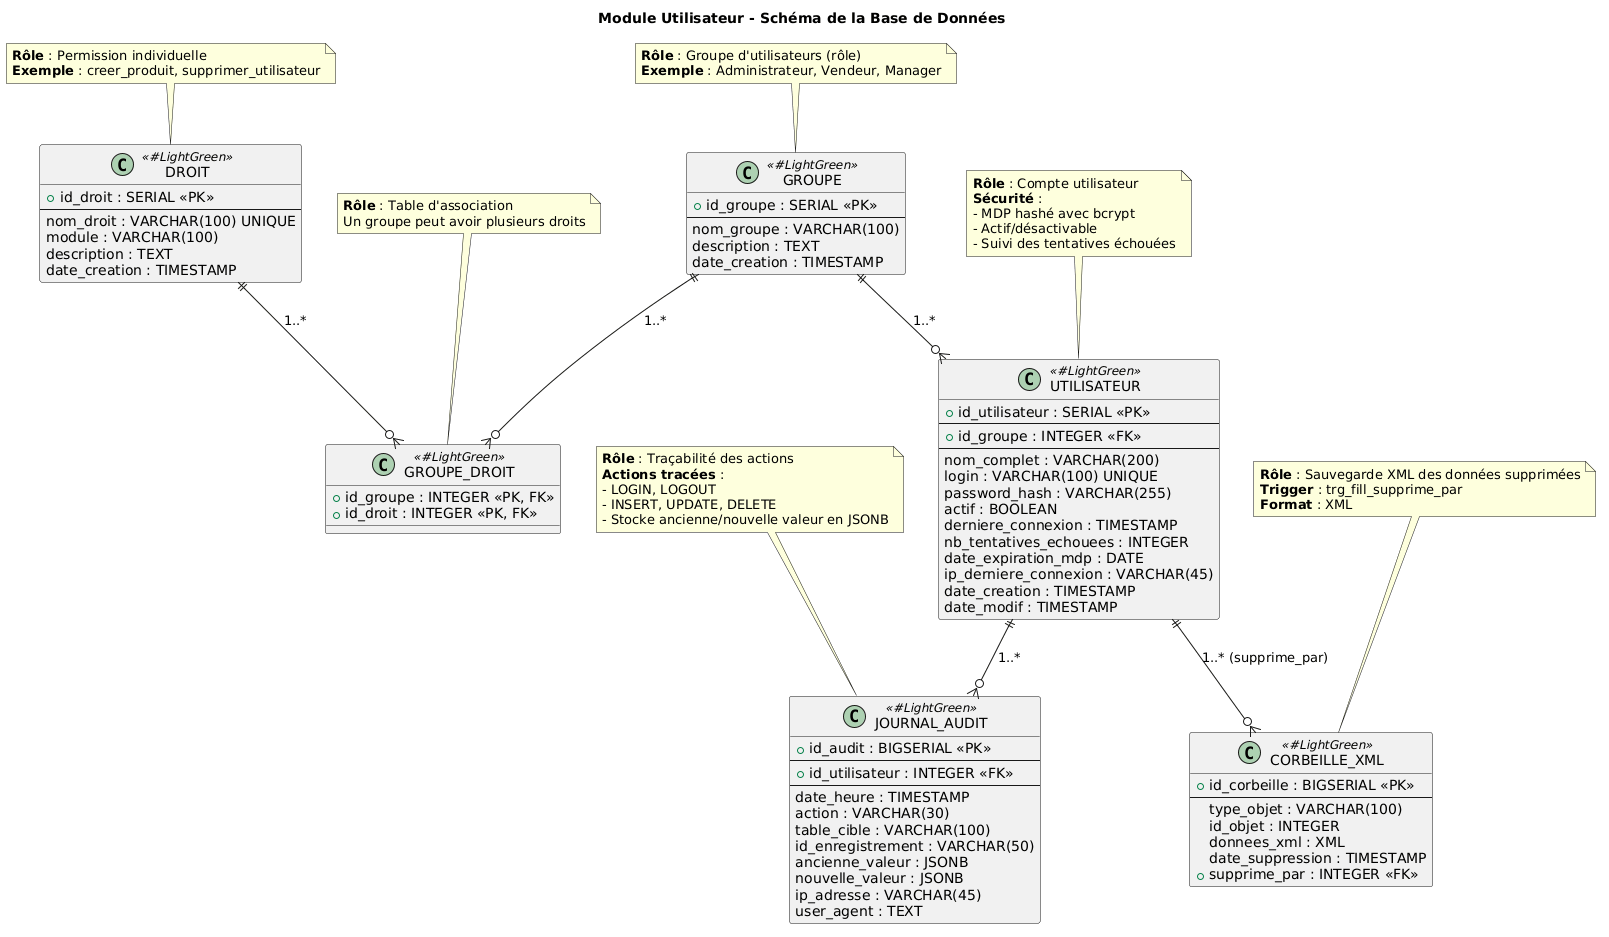 Module Utilisateur - Schéma de la Base de Données
Rôle : Permission individuelle
Exemple : creer_produit, supprimer_utilisateur
Rôle : Groupe d'utilisateurs (rôle)
Exemple : Administrateur, Vendeur, Manager
C
«#LightGreen»
DROIT
id_droit : SERIAL «PK»
nom_droit : VARCHAR(100) UNIQUE
module : VARCHAR(100)
description : TEXT
date_creation : TIMESTAMP
Rôle : Table d'association
Un groupe peut avoir plusieurs droits
C
«#LightGreen»
GROUPE
id_groupe : SERIAL «PK»
nom_groupe : VARCHAR(100)
description : TEXT
date_creation : TIMESTAMP
Rôle : Compte utilisateur
Sécurité :
- MDP hashé avec bcrypt
- Actif/désactivable
- Suivi des tentatives échouées
1..*
1..*
1..*
C
«#LightGreen»
GROUPE_DROIT
id_groupe : INTEGER «PK, FK»
id_droit : INTEGER «PK, FK»
Rôle : Traçabilité des actions
Actions tracées :
- LOGIN, LOGOUT
- INSERT, UPDATE, DELETE
- Stocke ancienne/nouvelle valeur en JSONB
C
«#LightGreen»
UTILISATEUR
id_utilisateur : SERIAL «PK»
id_groupe : INTEGER «FK»
nom_complet : VARCHAR(200)
login : VARCHAR(100) UNIQUE
password_hash : VARCHAR(255)
actif : BOOLEAN
derniere_connexion : TIMESTAMP
nb_tentatives_echouees : INTEGER
date_expiration_mdp : DATE
ip_derniere_connexion : VARCHAR(45)
date_creation : TIMESTAMP
date_modif : TIMESTAMP
Rôle : Sauvegarde XML des données supprimées
Trigger : trg_fill_supprime_par
Format : XML
1..*
1..* (supprime_par)
C
«#LightGreen»
JOURNAL_AUDIT
id_audit : BIGSERIAL «PK»
id_utilisateur : INTEGER «FK»
date_heure : TIMESTAMP
action : VARCHAR(30)
table_cible : VARCHAR(100)
id_enregistrement : VARCHAR(50)
ancienne_valeur : JSONB
nouvelle_valeur : JSONB
ip_adresse : VARCHAR(45)
user_agent : TEXT
C
«#LightGreen»
CORBEILLE_XML
id_corbeille : BIGSERIAL «PK»
type_objet : VARCHAR(100)
id_objet : INTEGER
donnees_xml : XML
date_suppression : TIMESTAMP
supprime_par : INTEGER «FK»